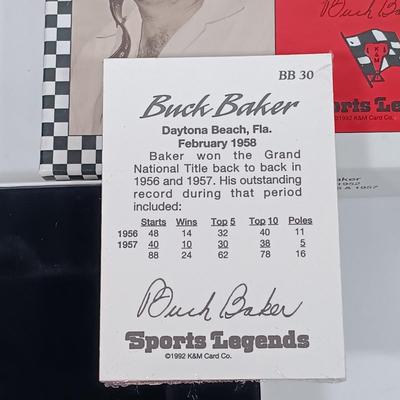 Buck Baker
K&M
Sports Legends
©1992 K&M Card Co.
1952
& 1957
BB 30
Buck Baker
Daytona Beach, Fla.
February 1958
Baker won the Grand
National Title back to back in
1956 and 1957. His outstanding
record during that period
included:
Starts Wins Top 5 Top 10 Poles
1956 48 14 32 40 11
1957 40 10 30 38 5
88 24 62 78 16
Buck Baker
Sports Legends
©1992 K&M Card Co.